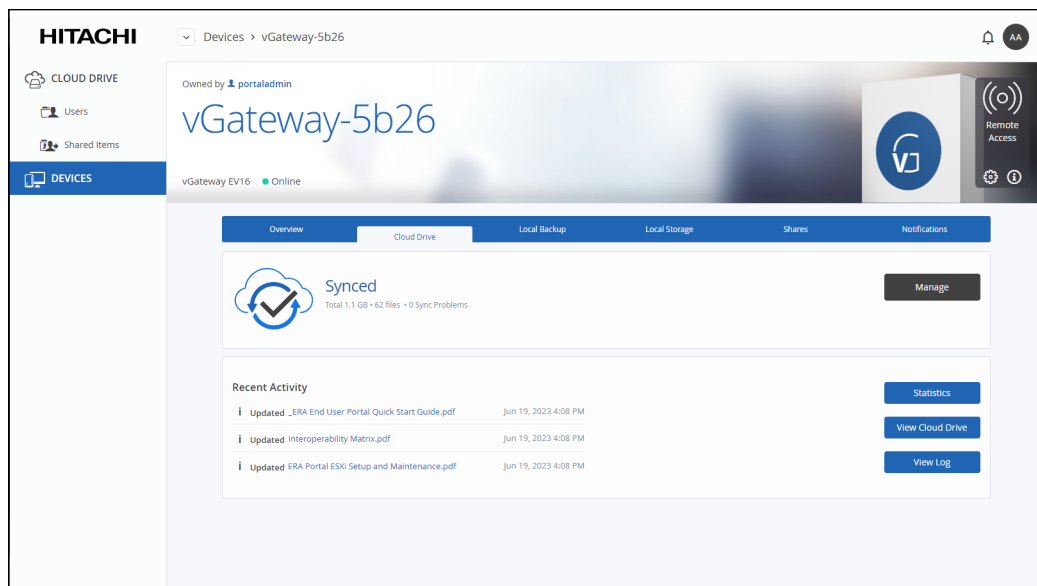 HITACHI
Devices > vGateway-5b26
AA
CLOUD DRIVE
Users
Shared Items
DEVICES
Owned by portaladmin
vGateway-5b26
vGateway EV16 Online
Remote
Access
Overview
Cloud Drive
Local Backup
Local Storage
Shares
Notifications
Synced
Total 1.1 GB • 62 files • 0 Sync Problems
Manage
Recent Activity
Updated _ERA End User Portal Quick Start Guide.pdf Jun 19, 2023 4:08 PM
Updated Interoperability Matrix.pdf Jun 19, 2023 4:08 PM
Updated ERA Portal ESXi Setup and Maintenance.pdf Jun 19, 2023 4:08 PM
Statistics
View Cloud Drive
View Log